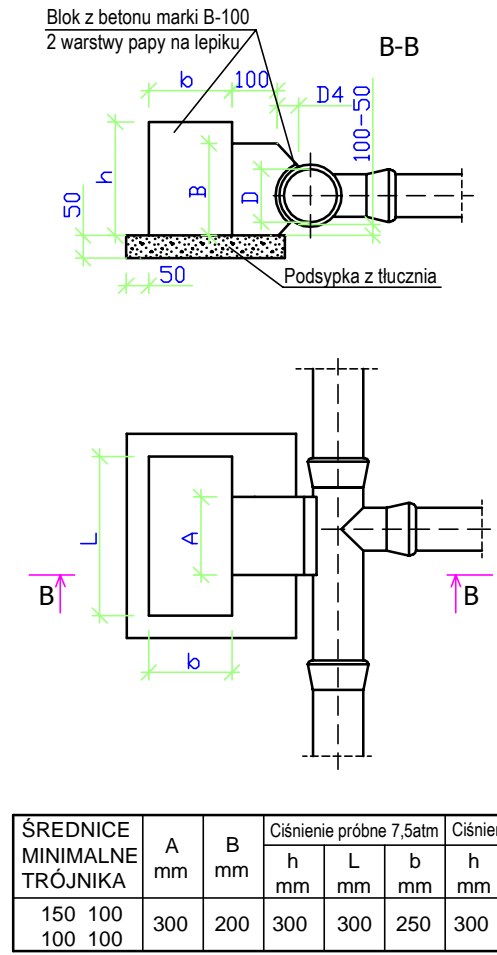 Blok z betonu marki B-100
2 warstwy papy na lepiku
B-B
b
100
D4
100-50
h
B
D
50
50
Podsypka z tłucznia
L
A
B
B
b
ŚREDNICE MINIMALNE TRÓJNIKA
A mm
B mm
Ciśnienie próbne 7,5atm
h mm
L mm
b mm
h mm
150 100
100 100
300
200
300
300
250
300